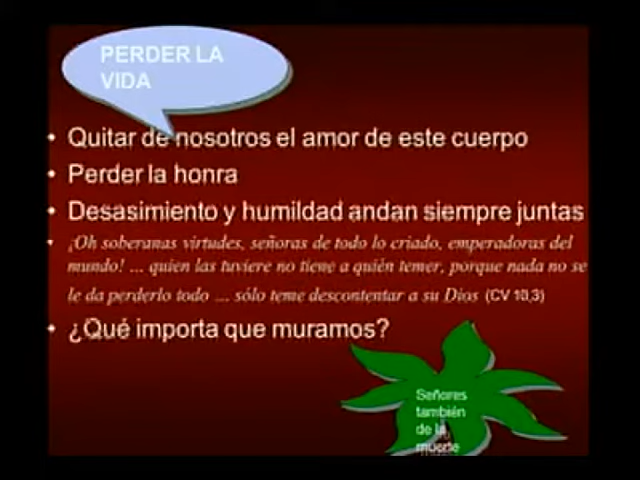 PERDER LA
VIDA
• Quitar de nosotros el amor de este cuerpo
• Perder la honra
• Desasimiento y humildad andan siempre juntas
• ¡Oh soberanas virtudes, señoras de todo lo criado, emperadoras del
mundo! ... quien las tuviere no tiene a quién temer, porque nada no se
le da perderlo todo ... sólo teme descontentar a su Dios (CV 10,3)
• ¿Qué importa que muramos?
Señores
también
de la
muerte